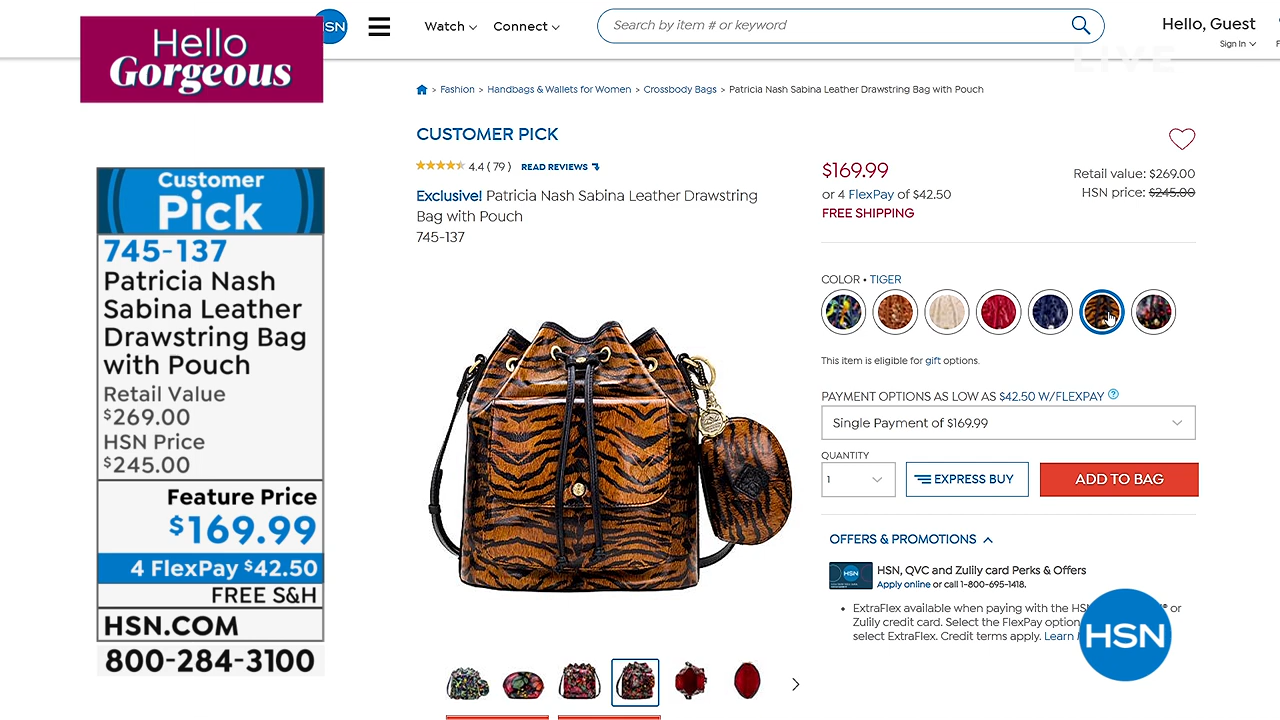 Hello
Gorgeous
HSN
Watch
Connect
Search by item # or keyword
Hello, Guest
Sign In
LIVE
> Fashion > Handbags & Wallets for Women > Crossbody Bags > Patricia Nash Sabina Leather Drawstring Bag with Pouch
Customer
Pick
745-137
Patricia Nash
Sabina Leather
Drawstring Bag
with Pouch
Retail Value
$269.00
HSN Price
$245.00
Feature Price
$169.99
4 FlexPay $42.50
FREE S&H
HSN.COM
800-284-3100
CUSTOMER PICK
4.4 ( 79 ) READ REVIEWS
Exclusive! Patricia Nash Sabina Leather Drawstring
Bag with Pouch
745-137
$169.99
or 4 FlexPay of $42.50
FREE SHIPPING
Retail value: $269.00
HSN price: $245.00
COLOR • TIGER
This item is eligible for gift options.
PAYMENT OPTIONS AS LOW AS $42.50 W/FLEXPAY ?
Single Payment of $169.99
QUANTITY
1
EXPRESS BUY
ADD TO BAG
OFFERS & PROMOTIONS
HSN
HSN, QVC and Zulily card Perks & Offers
Apply online or call 1-800-695-1418.
• ExtraFlex available when paying with the or
Zulily credit card. Select the FlexPay option
select ExtraFlex. Credit terms apply. Learn
HSN